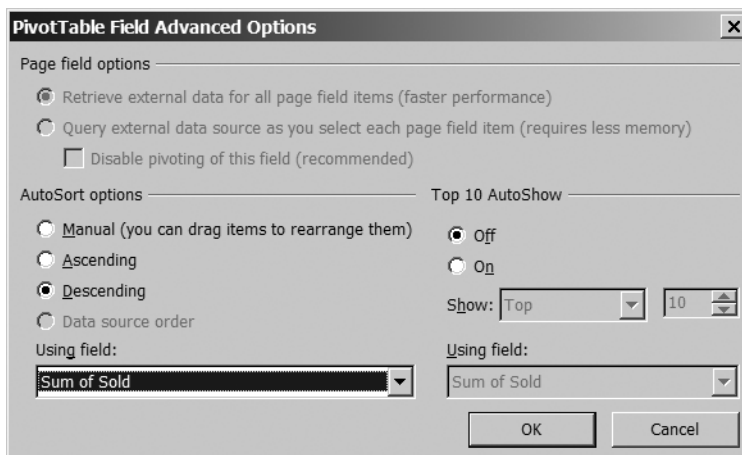 PivotTable Field Advanced Options
Page field options
Retrieve external data for all page field items (faster performance)
Query external data source as you select each page field item (requires less memory)
Disable pivoting of this field (recommended)
AutoSort options
Manual (you can drag items to rearrange them)
Ascending
Descending
Data source order
Using field:
Sum of Sold
Top 10 AutoShow
Off
On
Show: Top 10
Using field:
Sum of Sold
OK Cancel